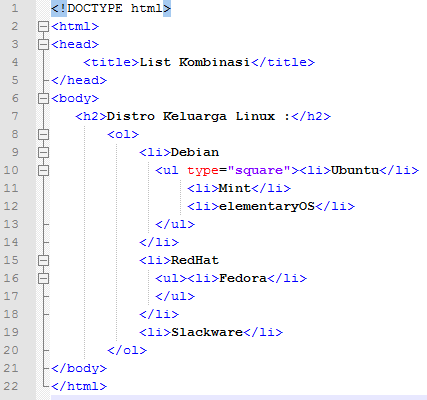 1 <!DOCTYPE html>
2 <html>
3 <head>
4 <title>List Kombinasi</title>
5 </head>
6 <body>
7 <h2>Distro Keluarga Linux :</h2>
8 <ol>
9 <li>Debian
10 <ul type="square"><li>Ubuntu</li>
11 <li>Mint</li>
12 <li>elementaryOS</li>
13 </ul>
14 </li>
15 <li>RedHat
16 <ul><li>Fedora</li>
17 </ul>
18 </li>
19 <li>Slackware</li>
20 </ol>
21 </body>
22 </html>